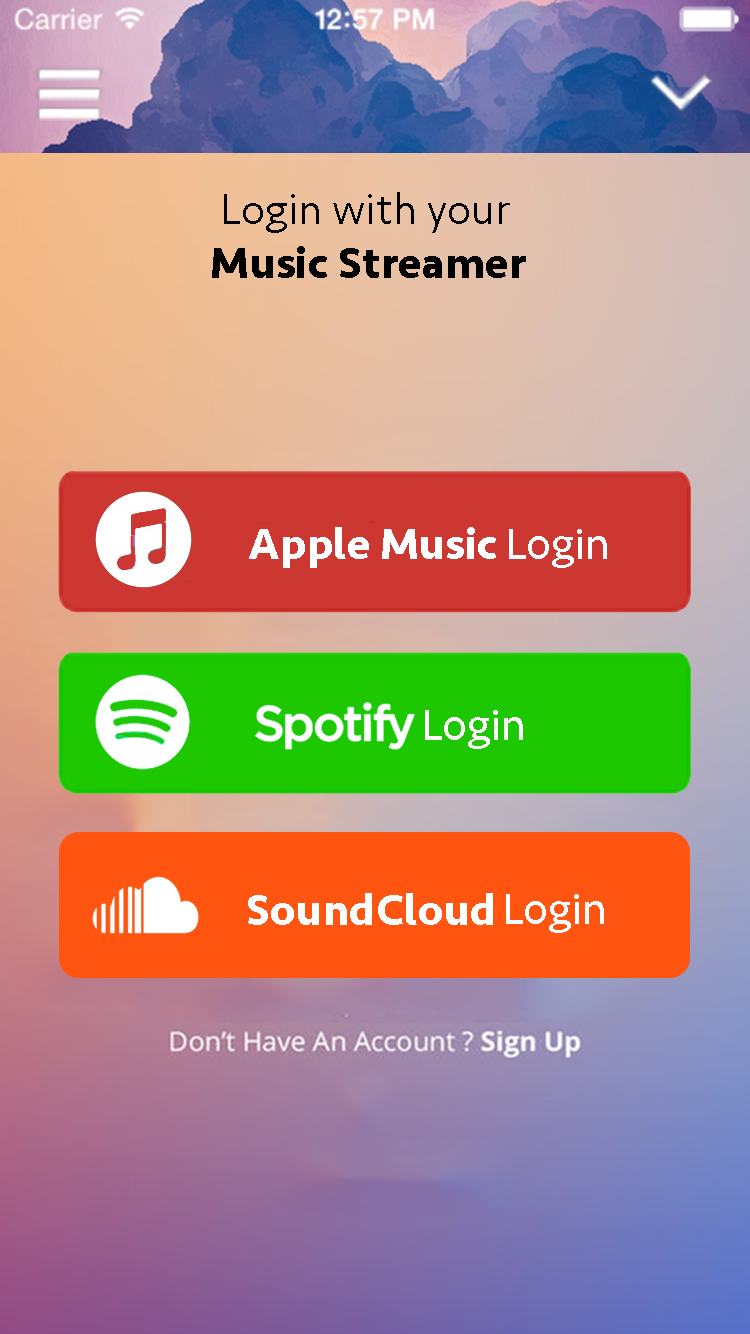 Carrier 12:57 PM
Login with your
Music Streamer
Apple Music Login
Spotify Login
SoundCloud Login
Don't Have An Account ? Sign Up